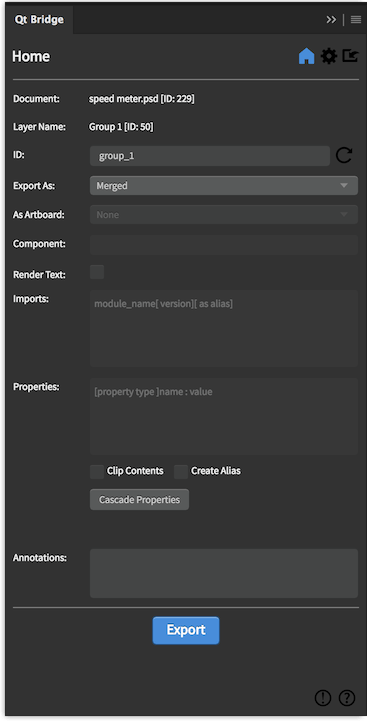 Qt Bridge
Home
Document: speed meter.psd [ID: 229]
Layer Name: Group 1 [ID: 50]
ID: group_1
Export As: Merged
As Artboard: None
Component:
Render Text:
Imports: module_name[ version][ as alias]
Properties: [property type ]name : value
Clip Contents Create Alias
Cascade Properties
Annotations:
Export